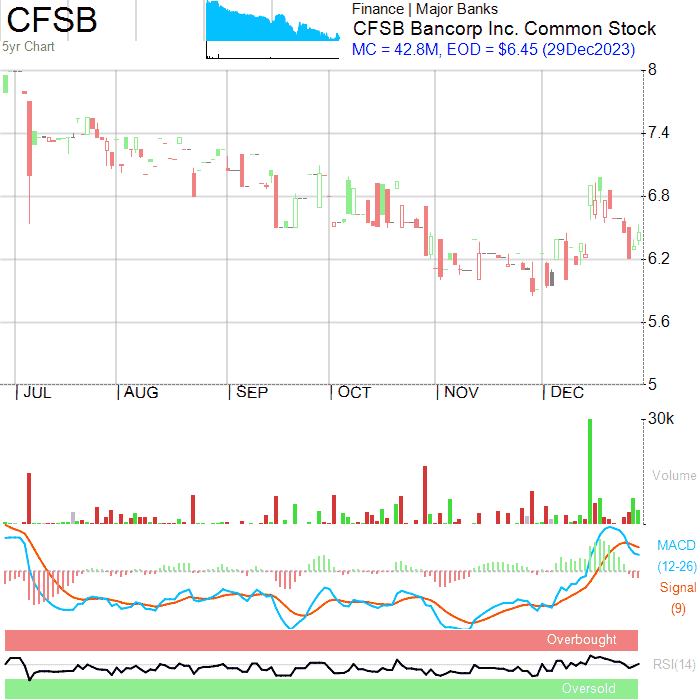 CFSB
5yr Chart
Finance | Major Banks
CFSB Bancorp Inc. Common Stock
MC = 42.8M, EOD = $6.45 (29Dec2023)
8
7.4
6.8
6.2
5.6
5
|JUL |AUG |SEP |OCT |NOV |DEC
30k
Volume
MACD
(12-26)
Signal
(9)
Overbought
RSI(14)
Oversold